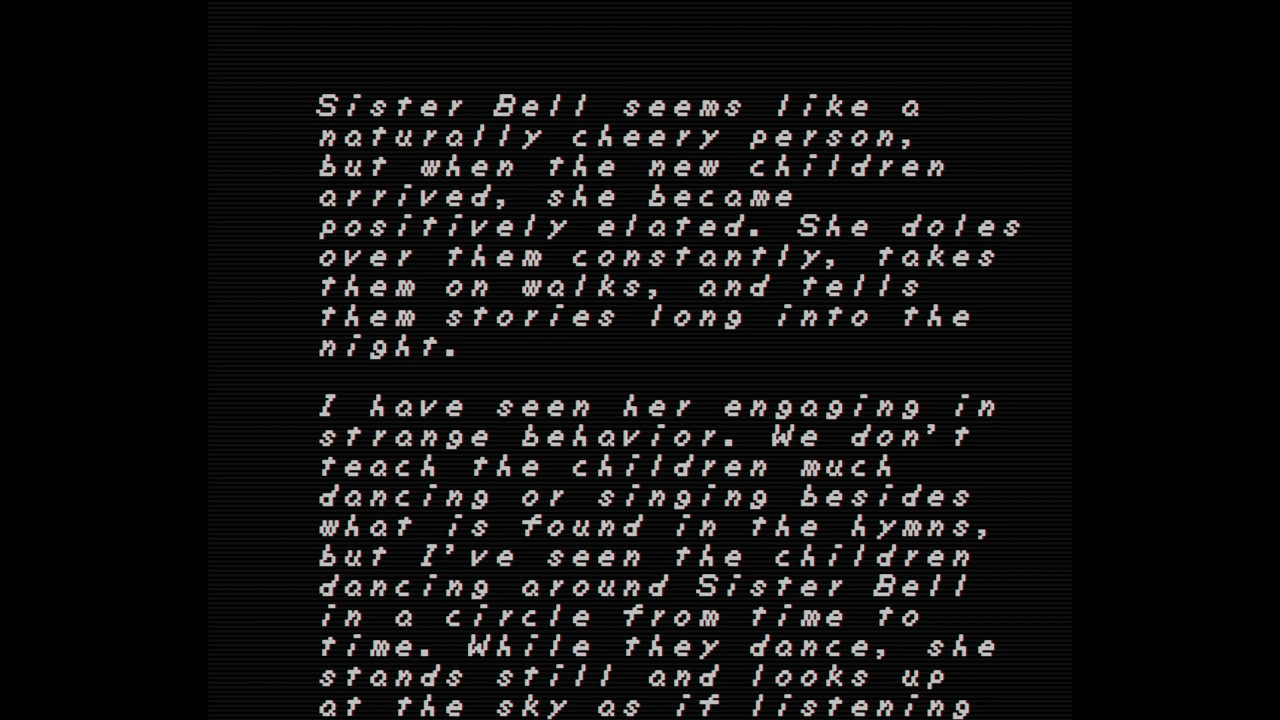 Sister Bell seems like a
naturally cheery person,
but when the new children
arrived, she became
positively elated. She doles
over them constantly, takes
them on walks, and tells
them stories long into the
night.
I have seen her engaging in
strange behavior. We don't
teach the children much
dancing or singing besides
what is found in the hymns,
but I've seen the children
dancing around Sister Bell
in a circle from time to
time. While they dance, she
stands still and looks up
at the sky as if listening